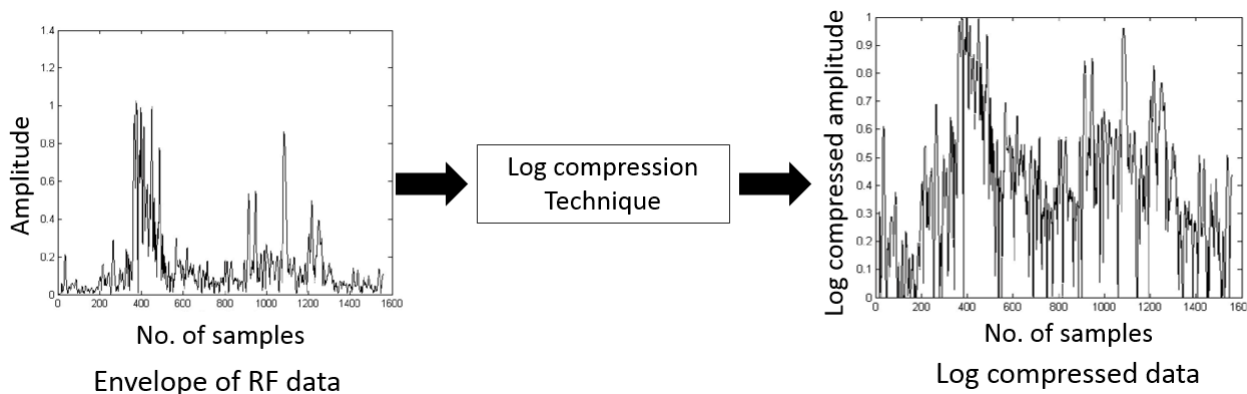 1.4
1.2
1
0.8
0.6
0.4
0.2
0
0 200 400 600 800 1000 1200 1400 1600
Amplitude
No. of samples
Envelope of RF data
Log compression
Technique
1
0.9
0.8
0.7
0.6
0.5
0.4
0.3
0.2
0.1
0
0 200 400 600 800 1000 1200 1400 160
Log compressed amplitude
No. of samples
Log compressed data